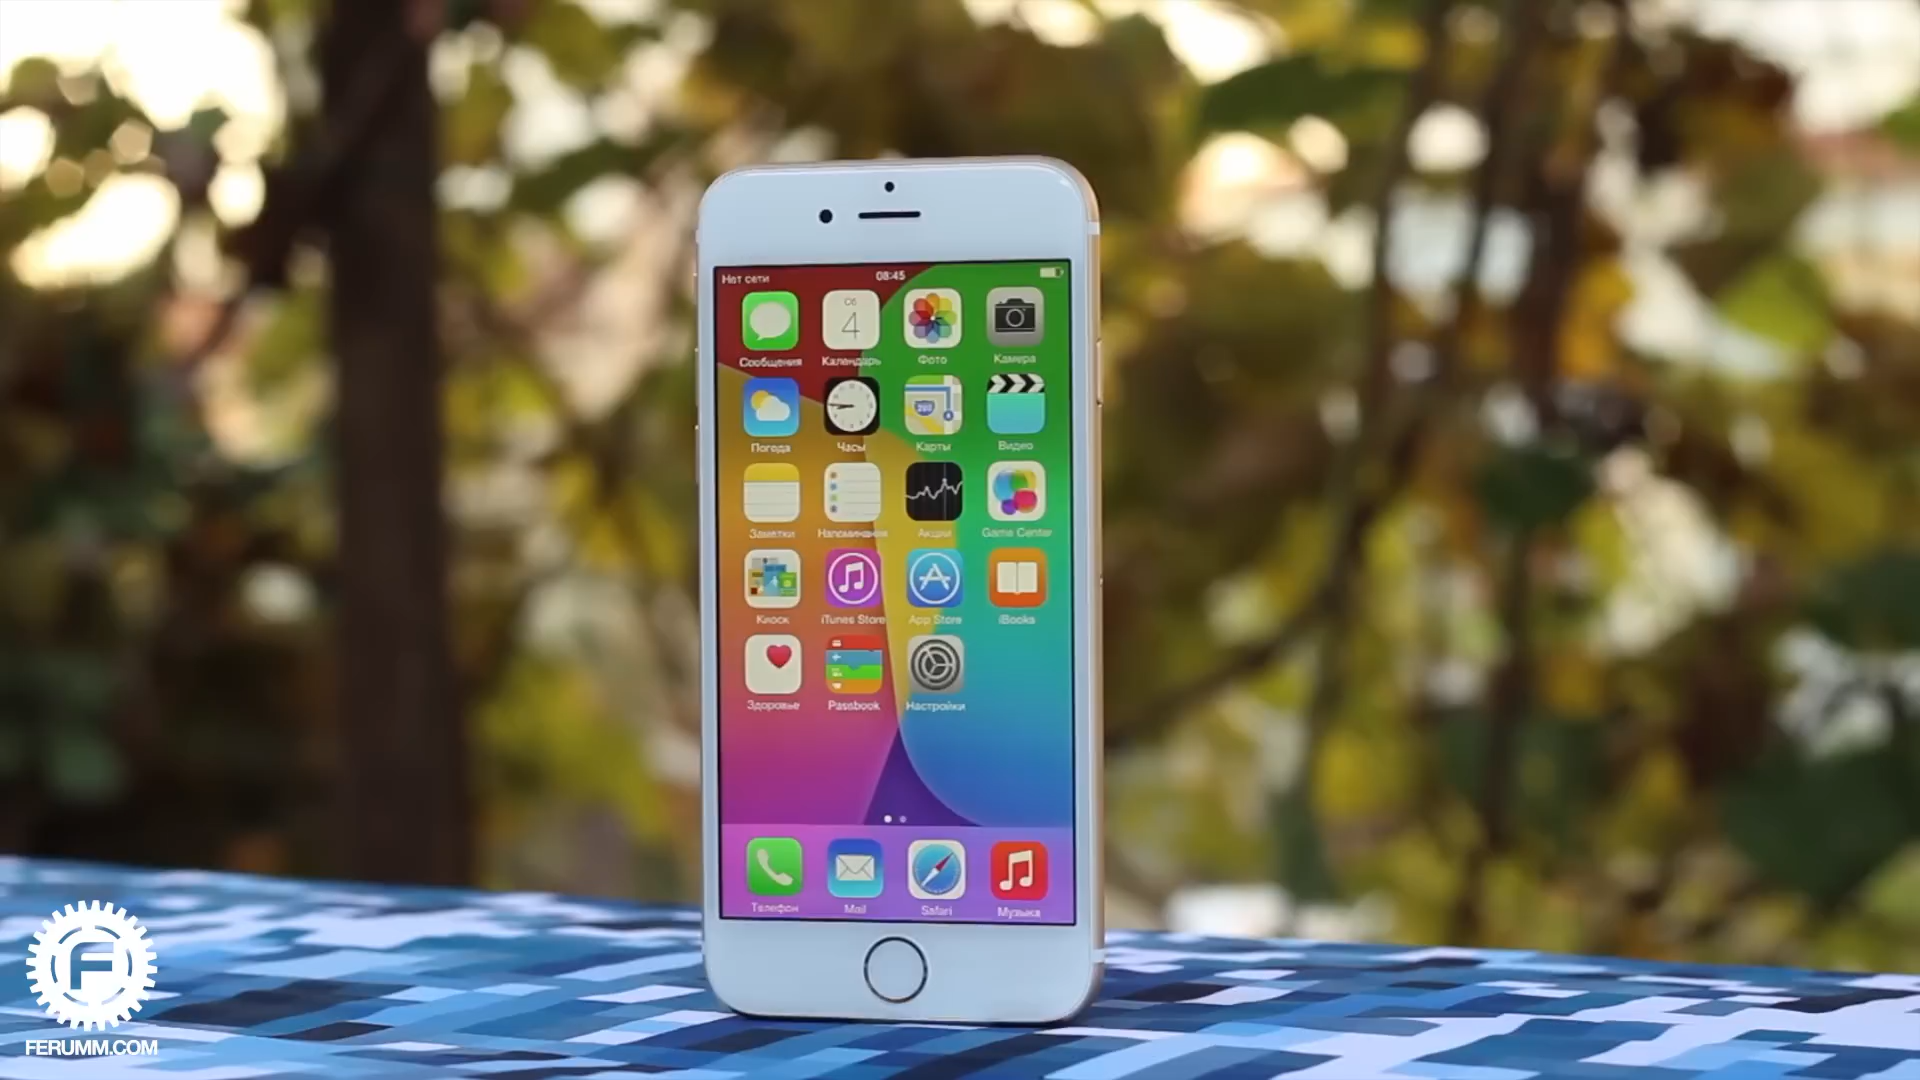 Нет сети 08:45
Сб
4
Сообщения Календарь Фото Камера
280
Погода Часы Карты Видео
Заметки Напоминания Акции Game Center
Киоск iTunes Store App Store iBooks
Здоровье Passbook Настройки
Телефон Mail Safari Музыка
F
FERUMM.COM